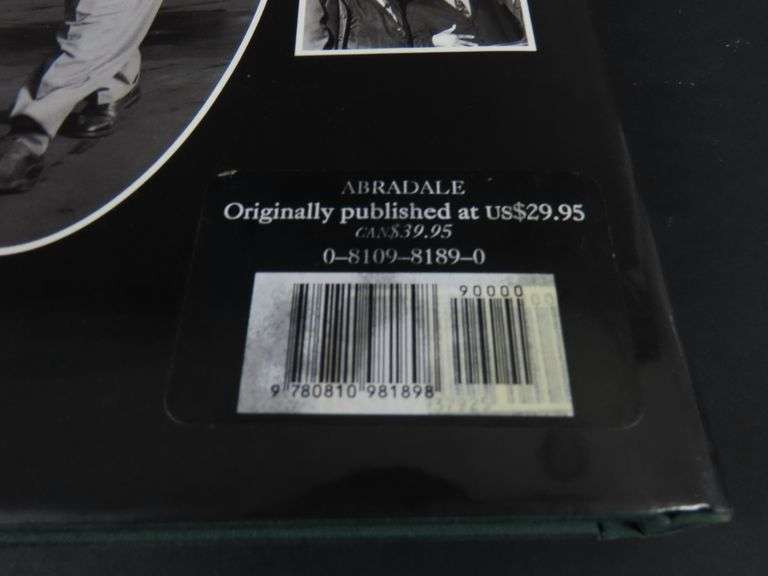 ABRADALE
Originally published at US$29.95
CAN$39.95
0–8109–8189–0
90000
9 780810 981898